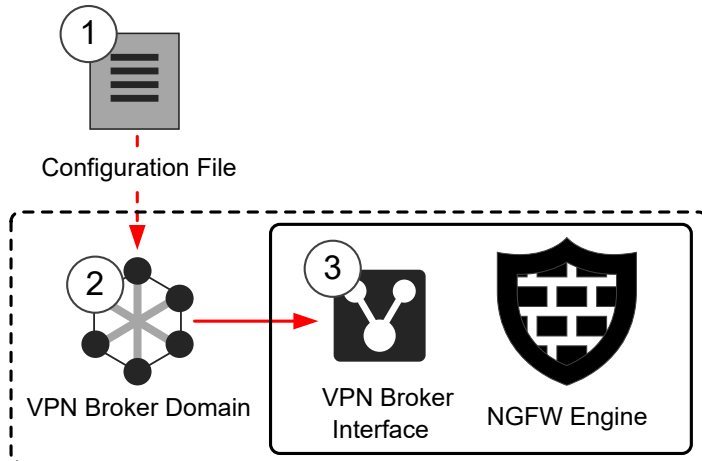 1
Configuration File
2
3
VPN Broker Domain
VPN Broker
Interface
NGFW Engine